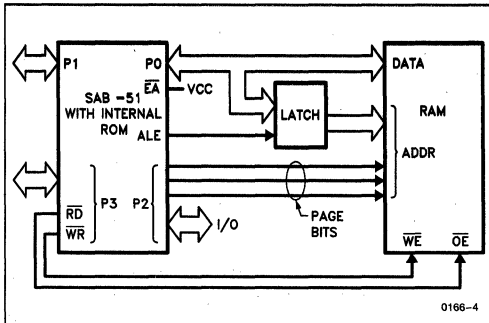 P1
P0
DATA
EA
VCC
SAB -51
WITH INTERNAL
ROM
LATCH
RAM
ALE
ADDR
P3
P2
I/O
PAGE
BITS
RD
WR
WE
OE
0166-4